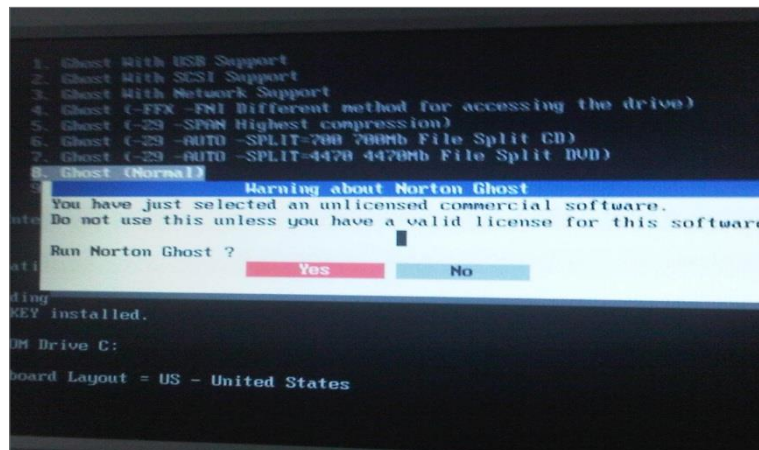 1. Ghost With USB Support
2. Ghost With SCSI Support
3. Ghost With Network Support
4. Ghost (-FFX -FNI Different method for accessing the drive)
5. Ghost (-Z9 -SPAN Highest compression)
6. Ghost (-Z9 -AUTO -SPLIT=700 700Mb File Split CD)
7. Ghost (-Z9 -AUTO -SPLIT=4470 4470Mb File Split DVD)
8. Ghost (Normal)
9
Warning about Norton Ghost
You have just selected an unlicensed commercial software.
Do not use this unless you have a valid license for this software
Run Norton Ghost ?
Yes No
ding
KEY installed.
OM Drive C:
board Layout = US - United States